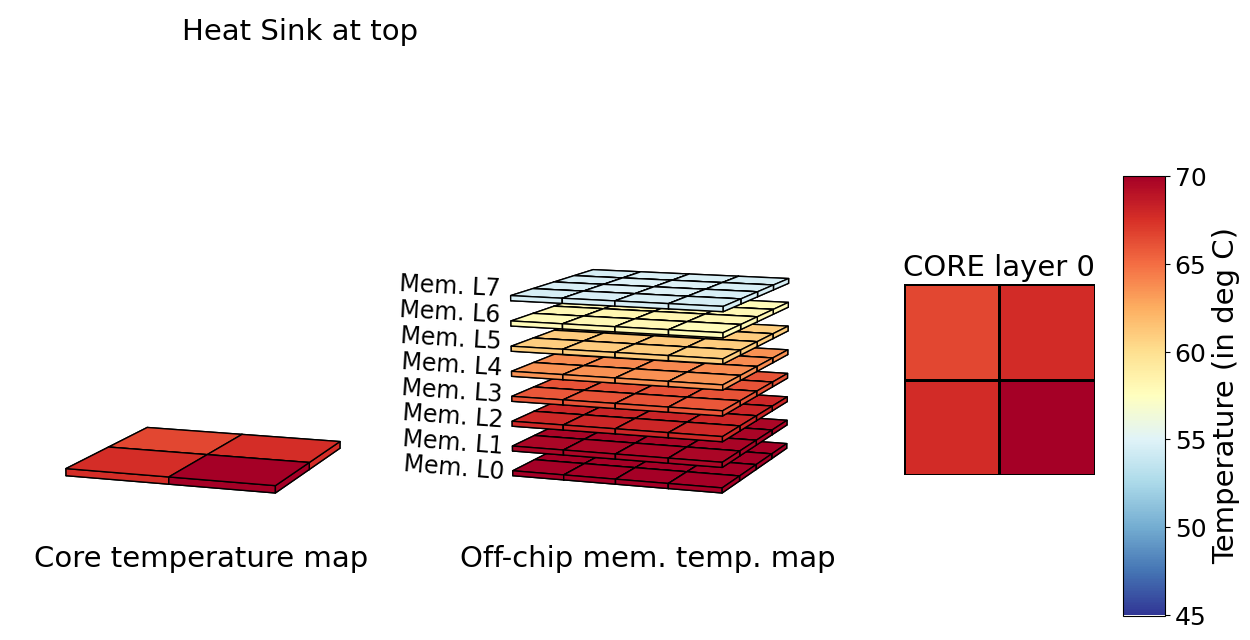 Heat Sink at top
Mem. L7
Mem. L6
Mem. L5
Mem. L4
Mem. L3
Mem. L2
Mem. L1
Mem. L0
Core temperature map
Off-chip mem. temp. map
CORE layer 0
70
65
60
55
50
45
Temperature (in deg C)